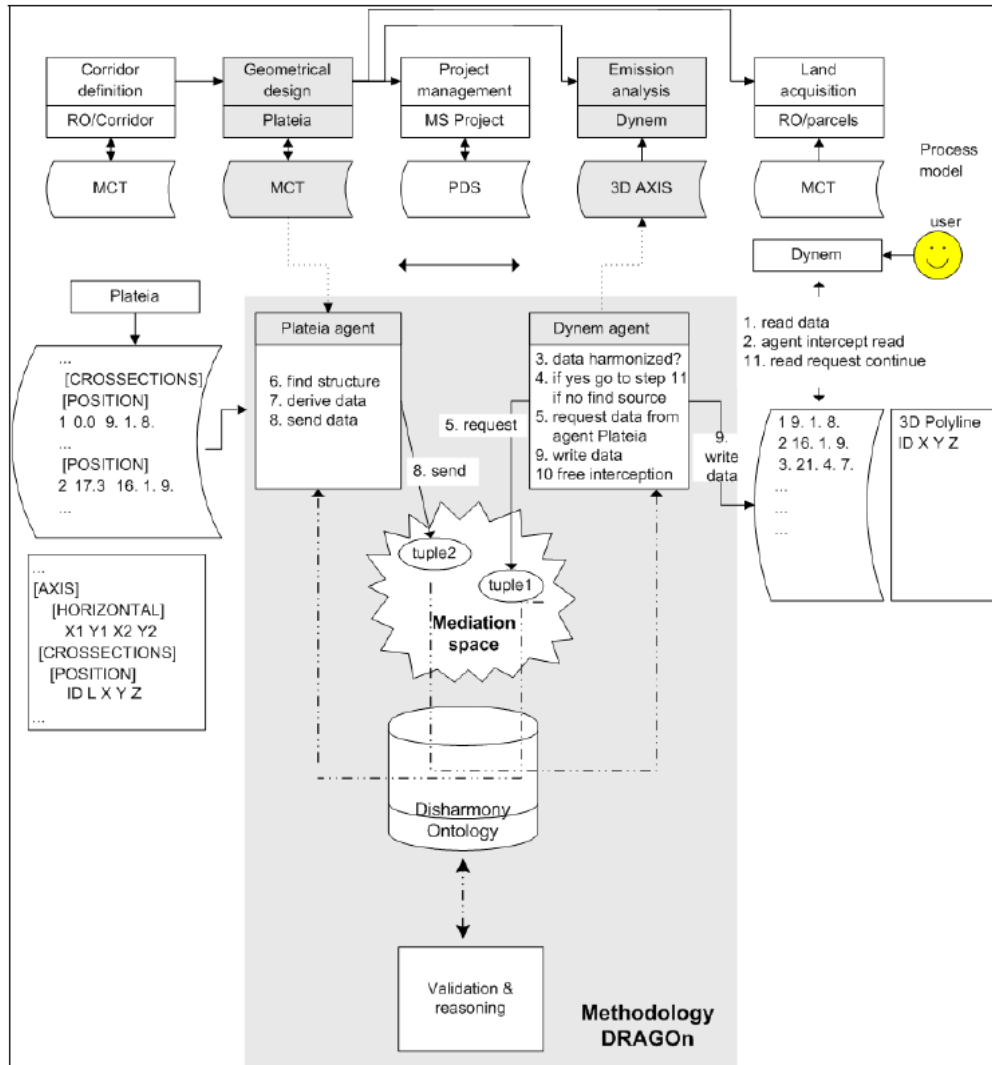 Corridor
definition
RO/Corridor
MCT
Geometrical
design
Plateia
MCT
Project
management
MS Project
PDS
Emission
analysis
Dynem
3D AXIS
Land
acquisition
RO/parcels
MCT
Process
model
user
Dynem
Plateia
...
[CROSSECTIONS]
[POSITION]
1 0.0 9. 1. 8.
...
[POSITION]
2 17.3 16. 1. 9.
...
...
[AXIS]
[HORIZONTAL]
X1 Y1 X2 Y2
[CROSSECTIONS]
[POSITION]
ID L X Y Z
...
Plateia agent
6. find structure
7. derive data
8. send data
8. send
5. request
Dynem agent
3. data harmonized?
4. if yes go to step 11
if no find source
5. request data from
agent Plateia
9. write data
10 free interception
9.
write
data
1. read data
2. agent intercept read
11. read request continue
1 9. 1. 8.
2 16. 1. 9.
3. 21. 4. 7.
...
...
...
3D Polyline
ID X Y Z
tuple2
tuple1
Mediation
space
Disharmony
Ontology
Validation &
reasoning
Methodology
DRAGOn